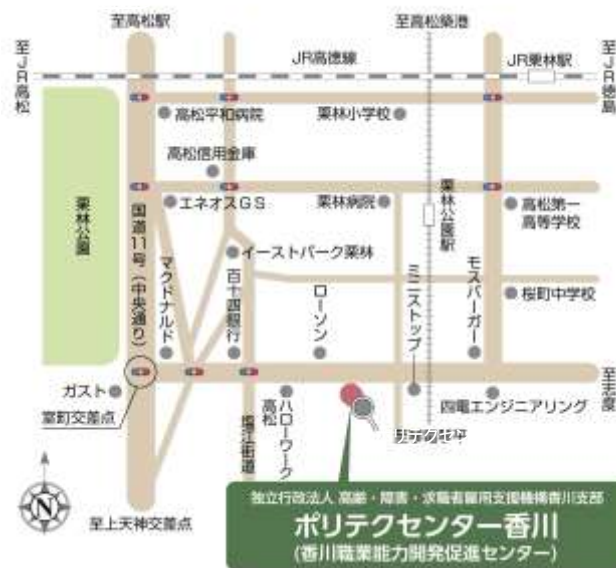 至高松駅
至高松築港
至JR高松
JR高徳線
JR栗林駅
至JR徳島
高松平和病院
栗林小学校
高松信用金庫
栗林公園
国道11号(中央通り)
エネオスGS
栗林病院
栗林公園駅
高松第一
高等学校
イーストパーク栗林
マクドナルド
百十四銀行
ローソン
ミニストップ
モスバーガー
桜町中学校
至志度
ガスト
室町交差点
塩江街道
ハローワーク
高松
四電エンジニアリング
N
至上天神交差点
独立行政法人 高齢・障害・求職者雇用支援機構香川支部
ポリテクセンター香川
(香川職業能力開発促進センター)